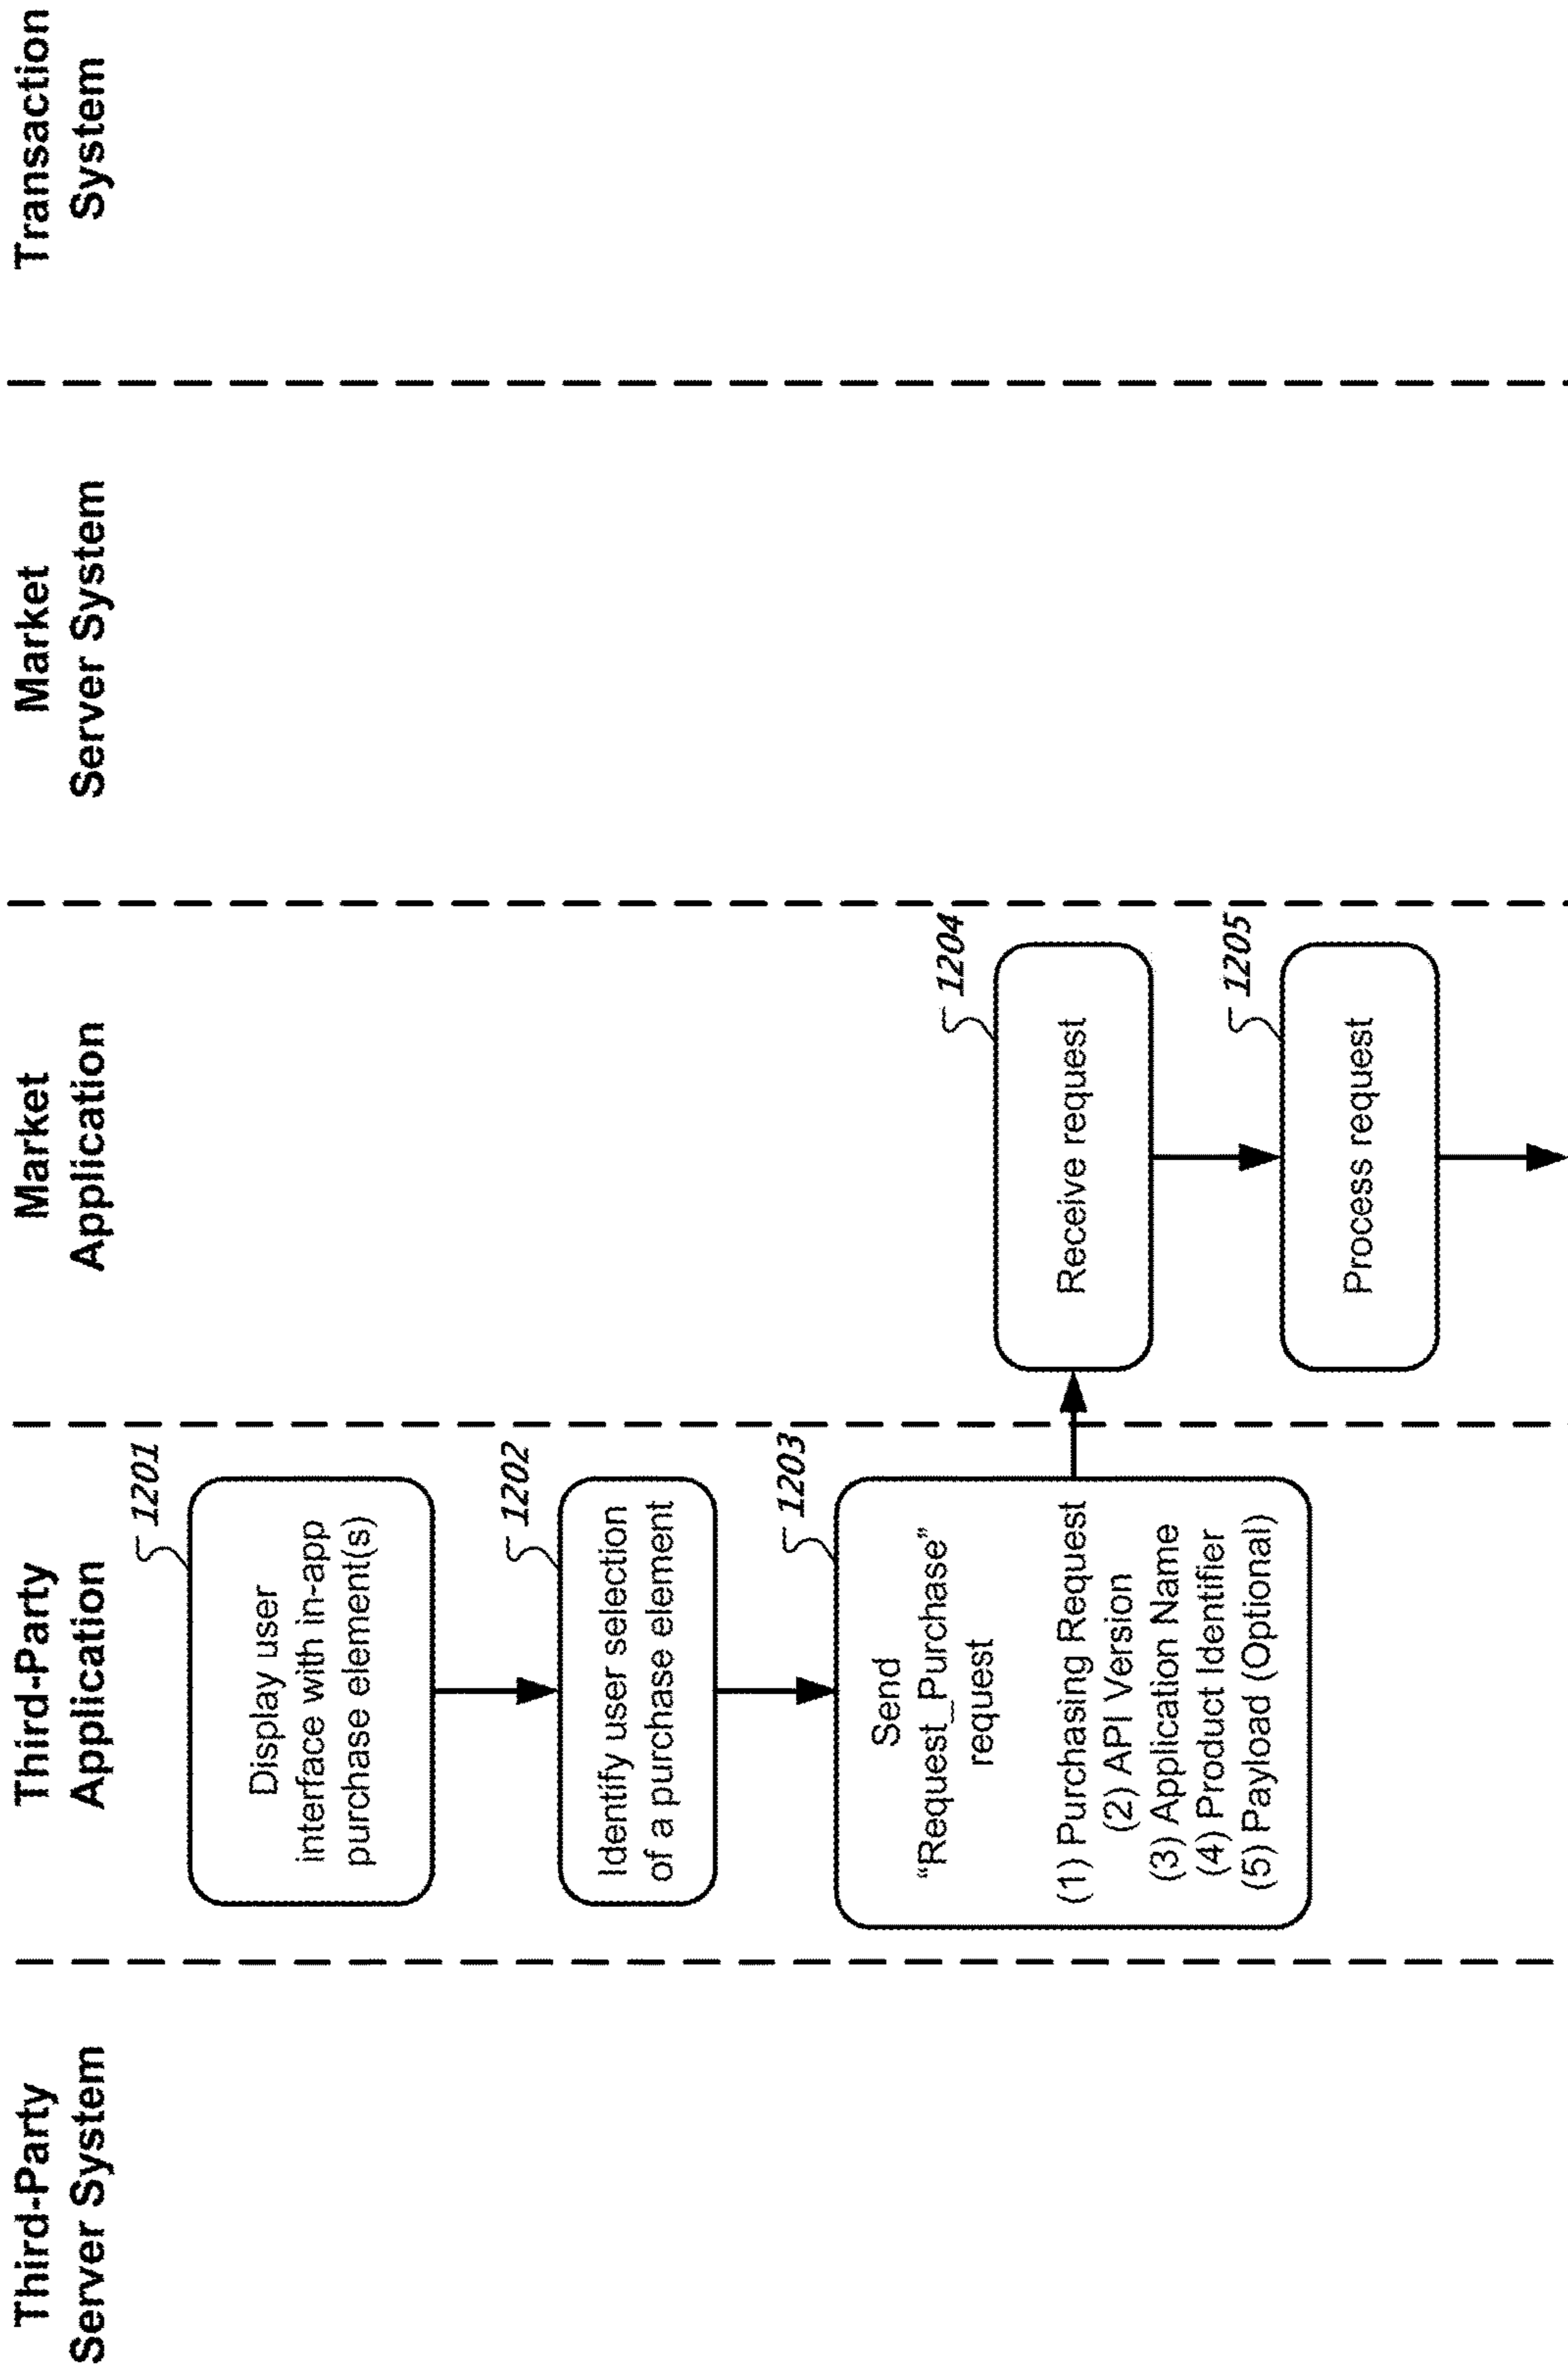 Third-Party
Server System
Third-Party
Application
Market
Application
Market
Server System
Transaction
System
1201
Display user
interface with in-app
purchase element(s)
1202
Identify user selection
of a purchase element
1203
Send
“Request_Purchase”
request
(1) Purchasing Request
(2) API Version
(3) Application Name
(4) Product Identifier
(5) Payload (Optional)
1204
Receive request
1205
Process request